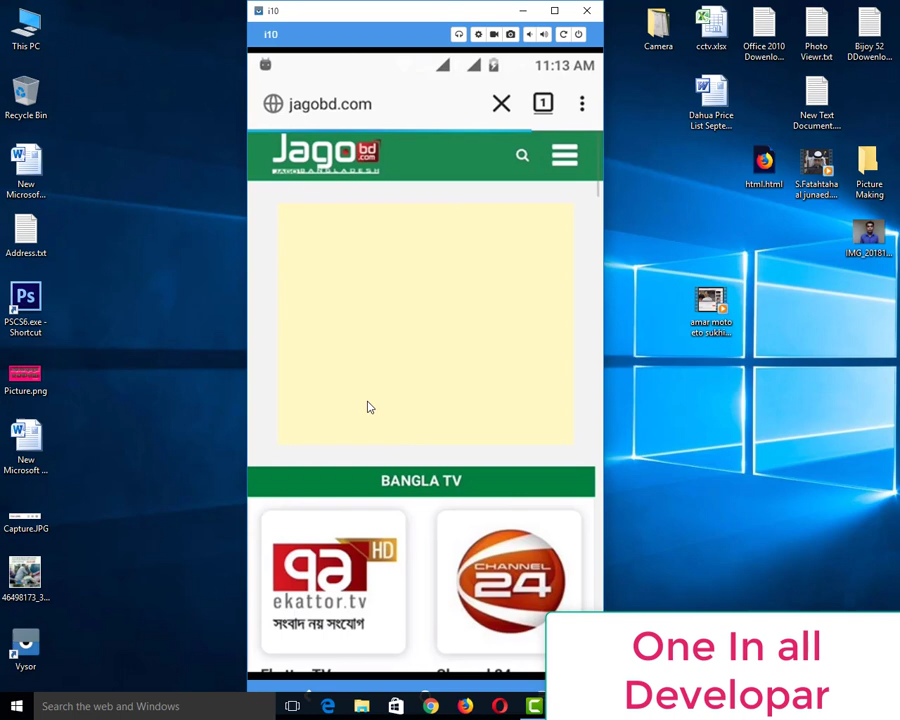 i10
i10
11:13 AM
jagobd.com
1
Jago bd .com
JAGOBANGLADESH
BANGLA TV
HD
ekattor.tv
সংবাদ নয় সংযোগ
CHANNEL
24
This PC
Recycle Bin
New
Microsof...
Address.txt
Ps
PSCS6.exe -
Shortcut
Picture.png
New
Microsoft ...
Capture.JPG
46498173_3...
Vysor
Camera
cctv.xlsx
Office 2010
Dowenlo...
Photo
Viewr.txt
Bijoy 52
DDowenlo...
Dahua Price
List Septe...
New Text
Document....
html.html
S.Fatahtaha
al junaed....
Picture
Making
IMG_20181...
amar moto
eto sukhi...
One In all
Developar
Search the web and Windows